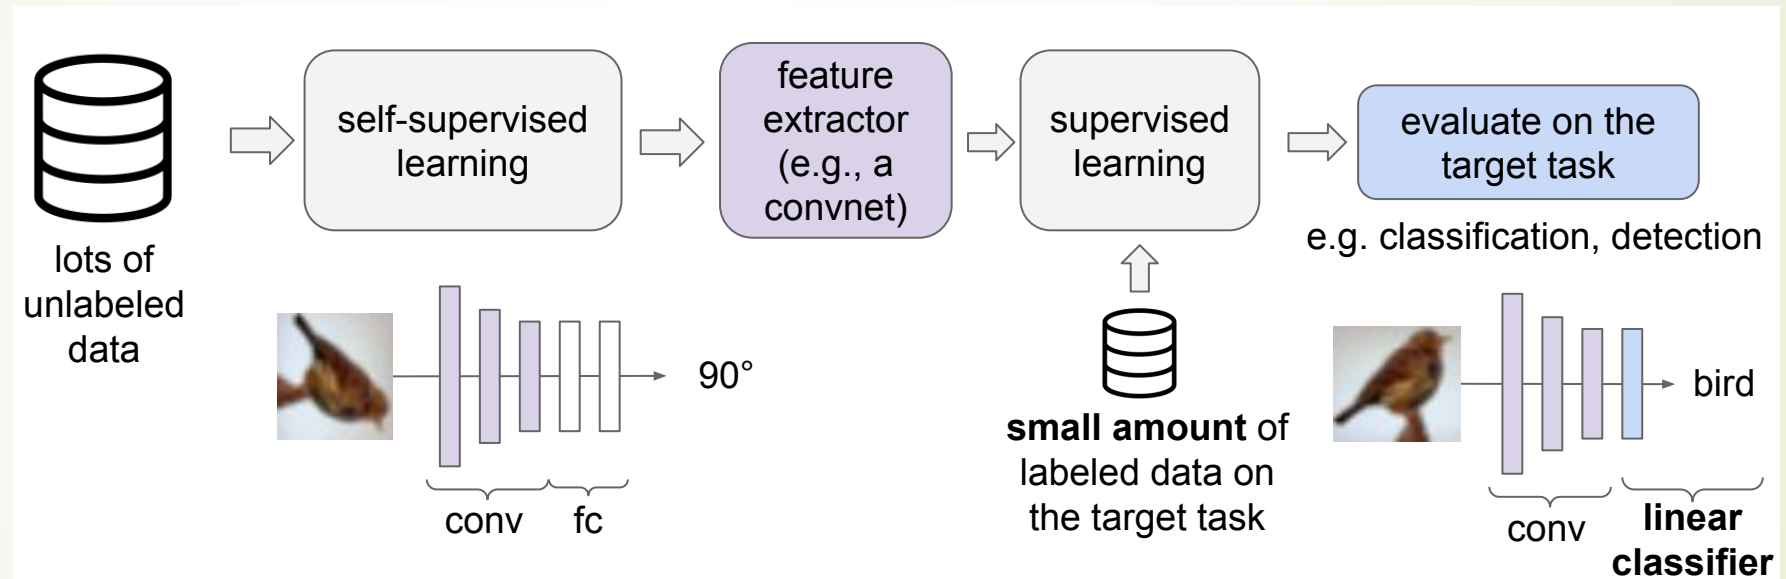 lots of
unlabeled
data
self-supervised
learning
feature
extractor
(e.g., a
convnet)
supervised
learning
evaluate on the
target task
e.g. classification, detection
90°
conv
fc
small amount of
labeled data on
the target task
bird
conv
linear
classifier